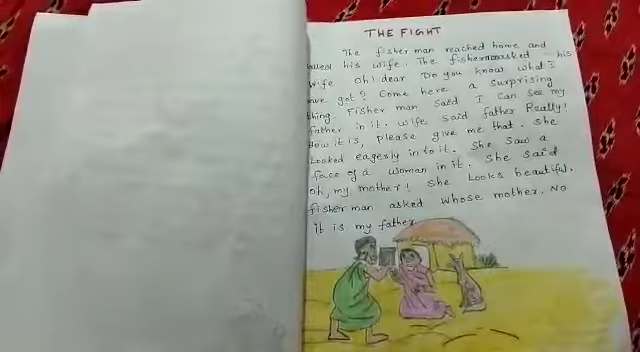 THE FIGHT
The fisher man reached home and
called his wife. The fisherman asked his
wife oh! dear Do you know what I
have got? Come here a surprising
thing. Fisher man said I can see my
father in it. wife said father Really!
How it is, please give me that. She
Looked eagerly in to it. She saw a
face of a woman in it. She said
oh, my mother! She Looks beautiful.
fisher man asked whose mother. No
it is my father